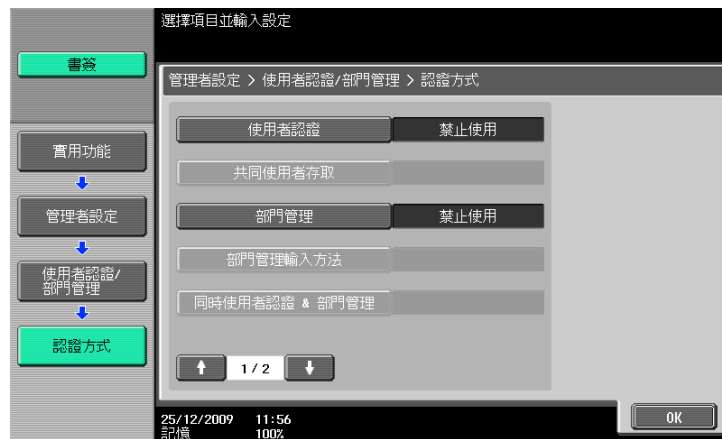 選擇項目並輸入設定
書簽
管理者設定 > 使用者認證/部門管理 > 認證方式
使用者認證 禁止使用
實用功能
共同使用者存取
管理者設定
部門管理 禁止使用
部門管理輸入方法
使用者認證/
部門管理
同時使用者認證 & 部門管理
認證方式
1/2
OK
25/12/2009 11:56
記憶 100%